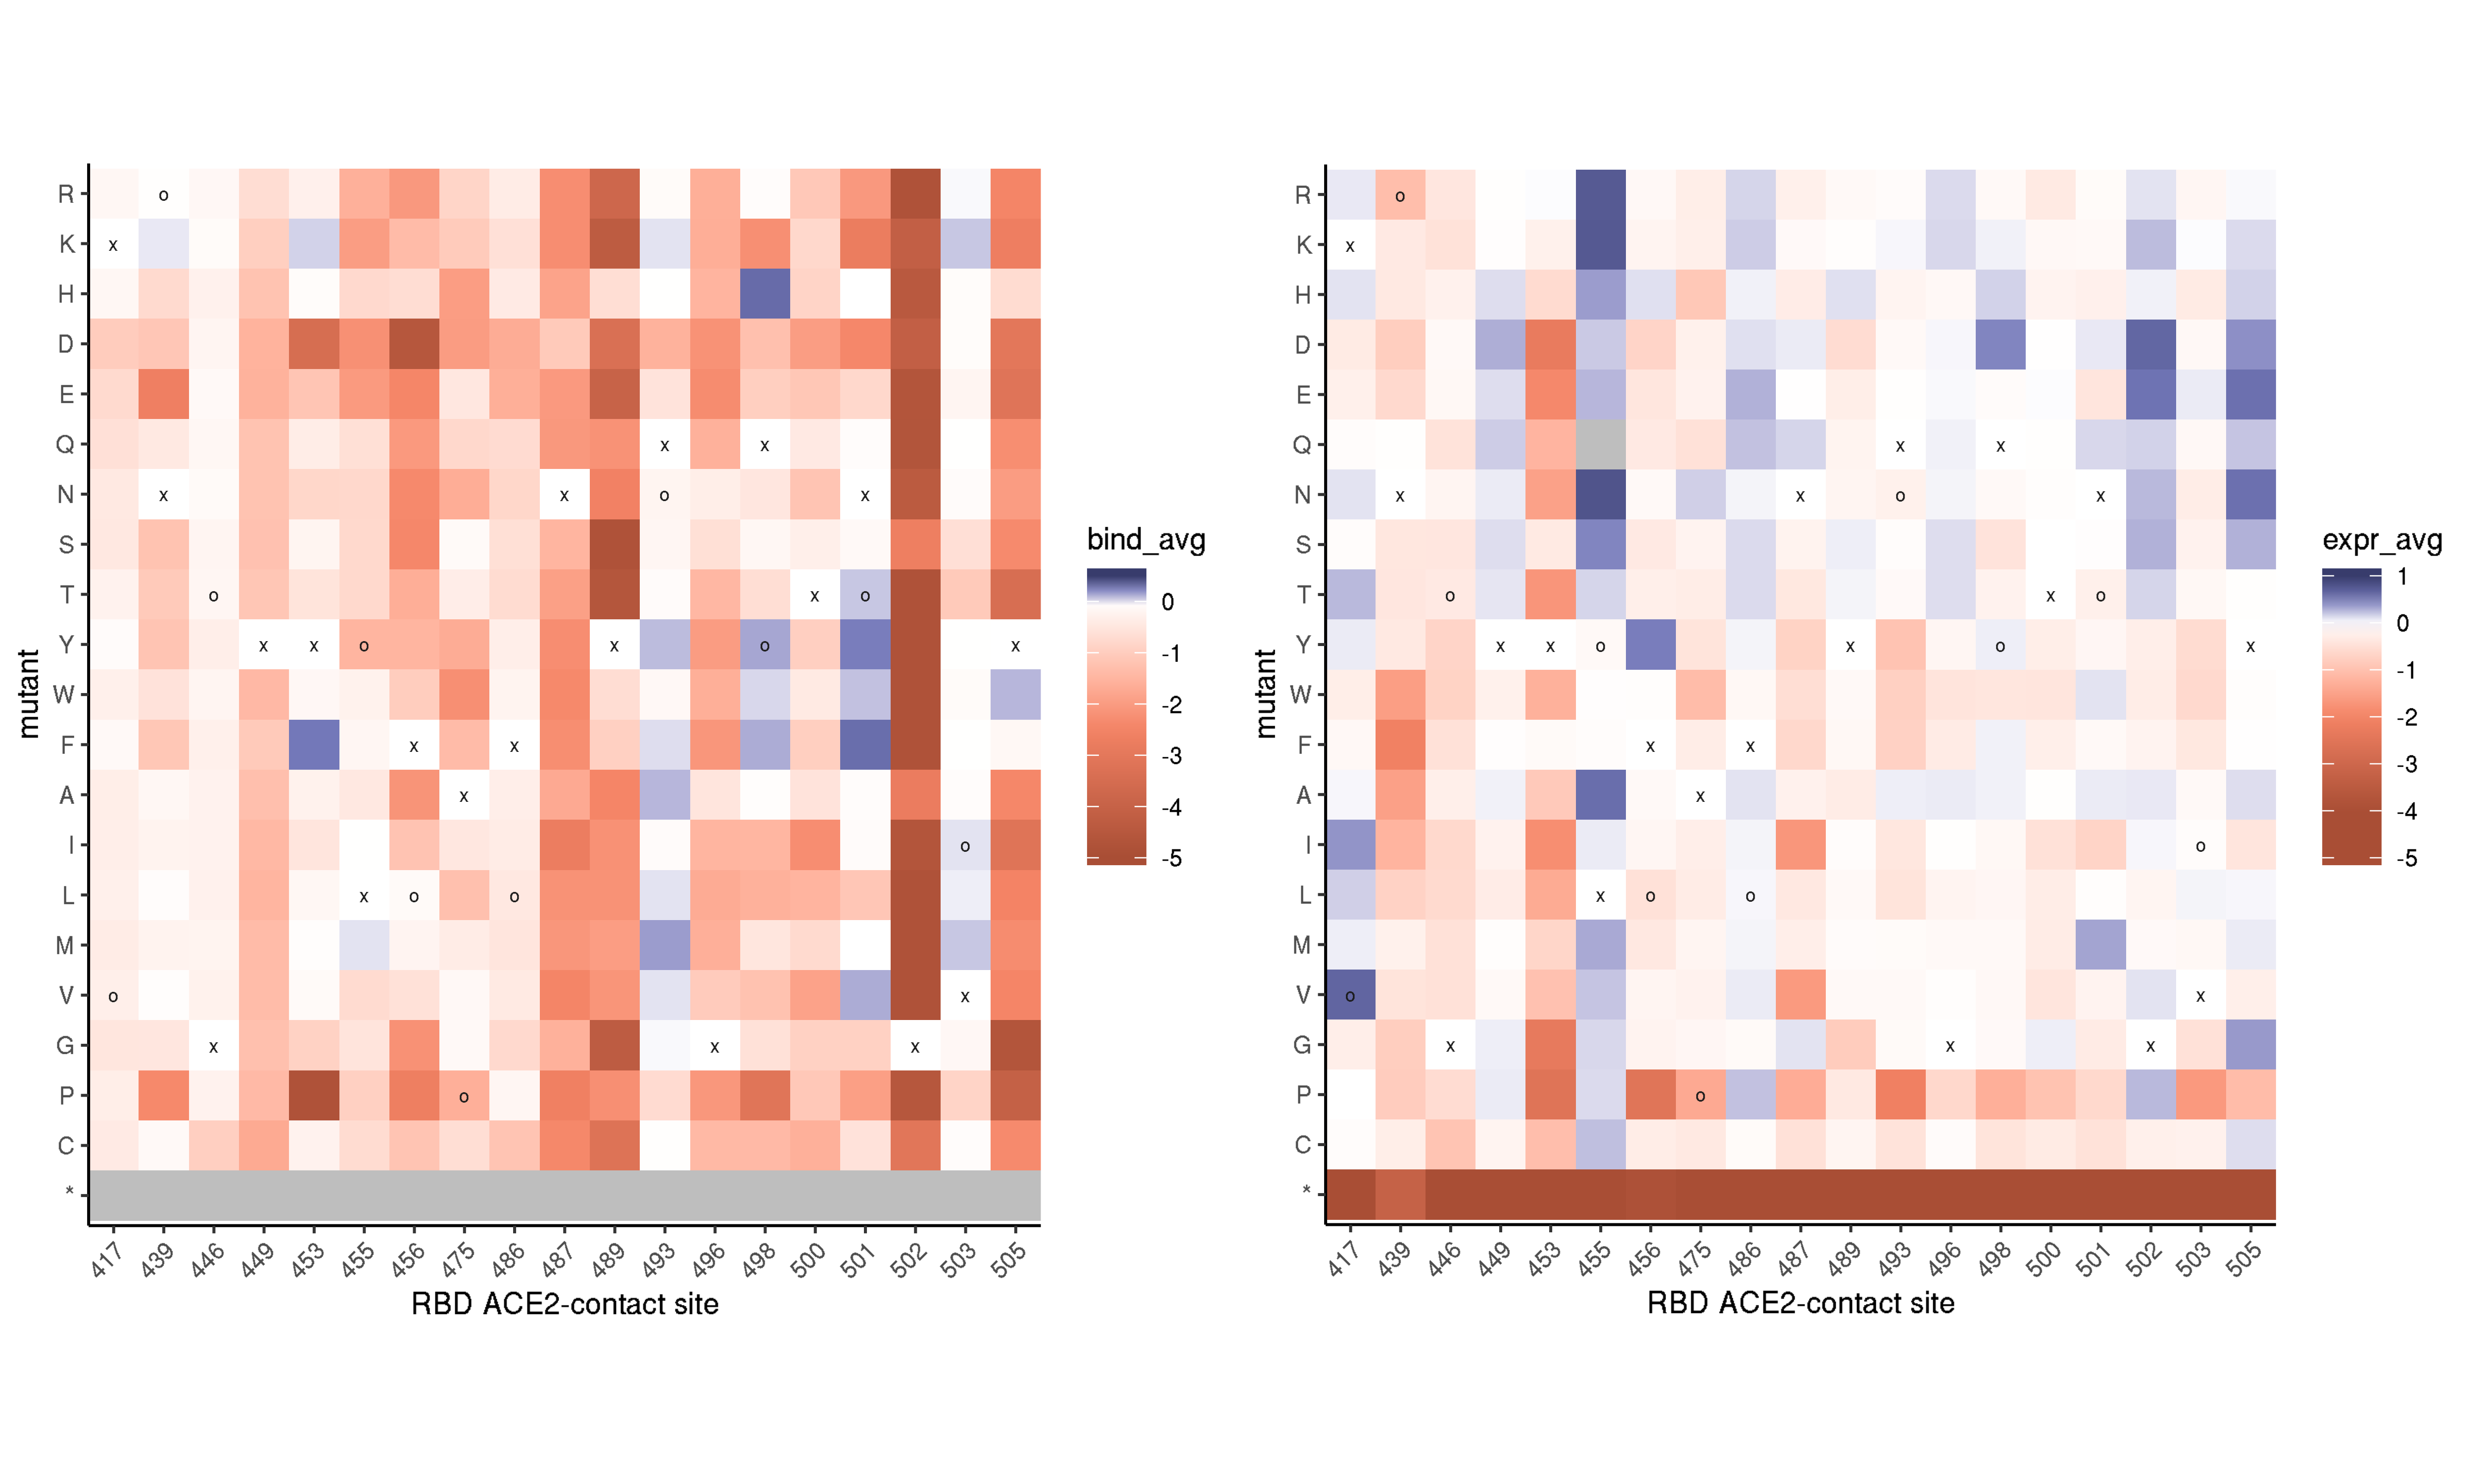 mutant
R o
K x
H
D
E
Q x x
N x x o x
S
T o x o
Y x x o x o x
W
F x x
A x
I o
L x o o
M
V o x
G x x x
P o
C
*
417 439 446 449 453 455 456 475 486 487 489 493 496 498 500 501 502 503 505
RBD ACE2-contact site
bind_avg
0
-1
-2
-3
-4
-5
mutant
R o
K x
H
D
E
Q x x
N x x o x
S
T o x o
Y x x o x o x
W
F x x
A x
I o
L x o o
M
V o x
G x x x
P o
C
*
417 439 446 449 453 455 456 475 486 487 489 493 496 498 500 501 502 503 505
RBD ACE2-contact site
expr_avg
1
0
-1
-2
-3
-4
-5